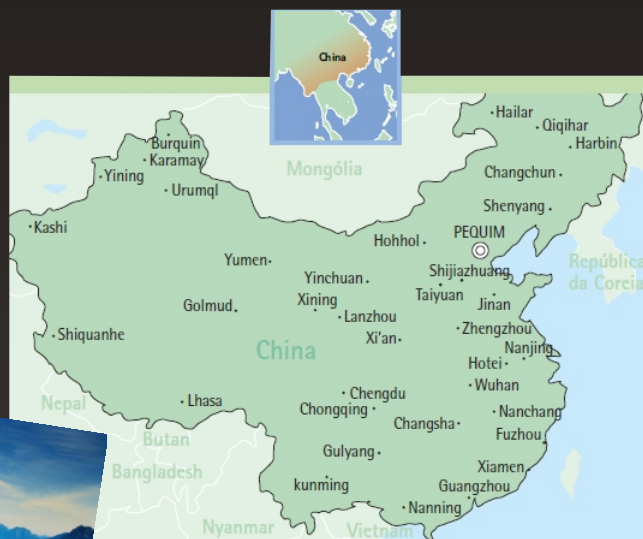 China
Hailar
Qiqihar
Harbin
Burquin
Karamay
Mongólia
Changchun
Yining
Urumql
Shenyang
Kashi
Hohhol
PEQUIM
Yumen
República
da Coreia
Shijiazhuang
Yinchuan
Taiyuan
Golmud
Xining
Jinan
Lanzhou
Zhengzhou
Shiquanhe
Xi'an
China
Nanjing
Hotei
Wuhan
Nepal
Lhasa
Chengdu
Chongqing
Nanchang
Changsha
Butan
Fuzhou
Gulyang
Bangladesh
Xiamen
kunming
Guangzhou
Nanning
Nyanmar
Vietnam